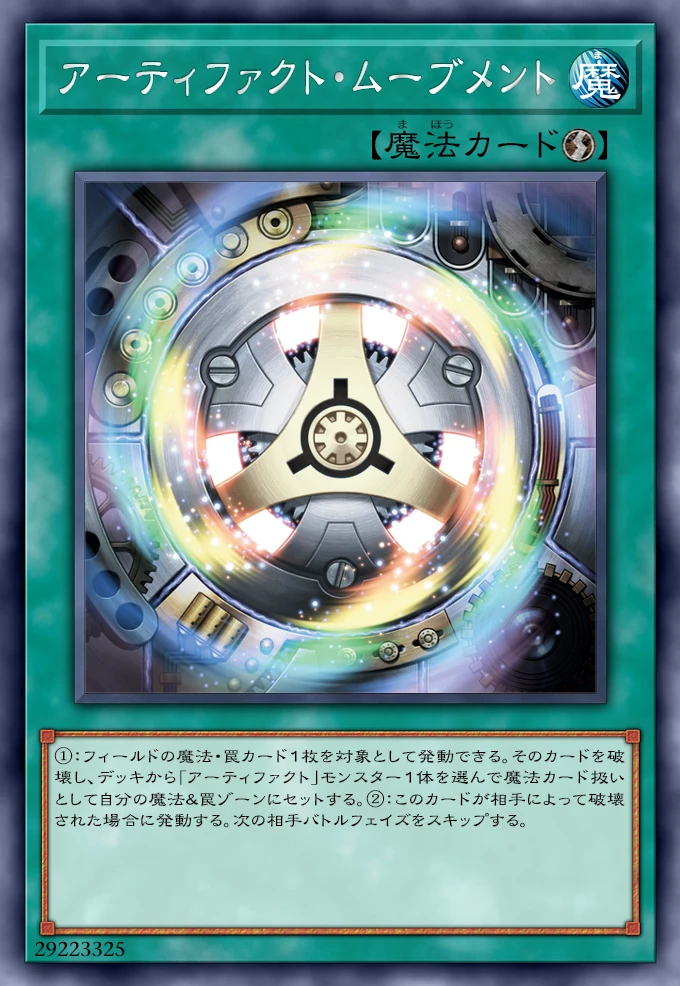 アーティファクト・ムーブメント 魔
ま
ま ほう
【魔法カード】
①:フィールドの魔法・罠カード1枚を対象として発動できる。そのカードを破
壊し、デッキから「アーティファクト」モンスター1体を選んで魔法カード扱い
として自分の魔法&罠ゾーンにセットする。②:このカードが相手によって破壊
された場合に発動する。次の相手バトルフェイズをスキップする。
29223325